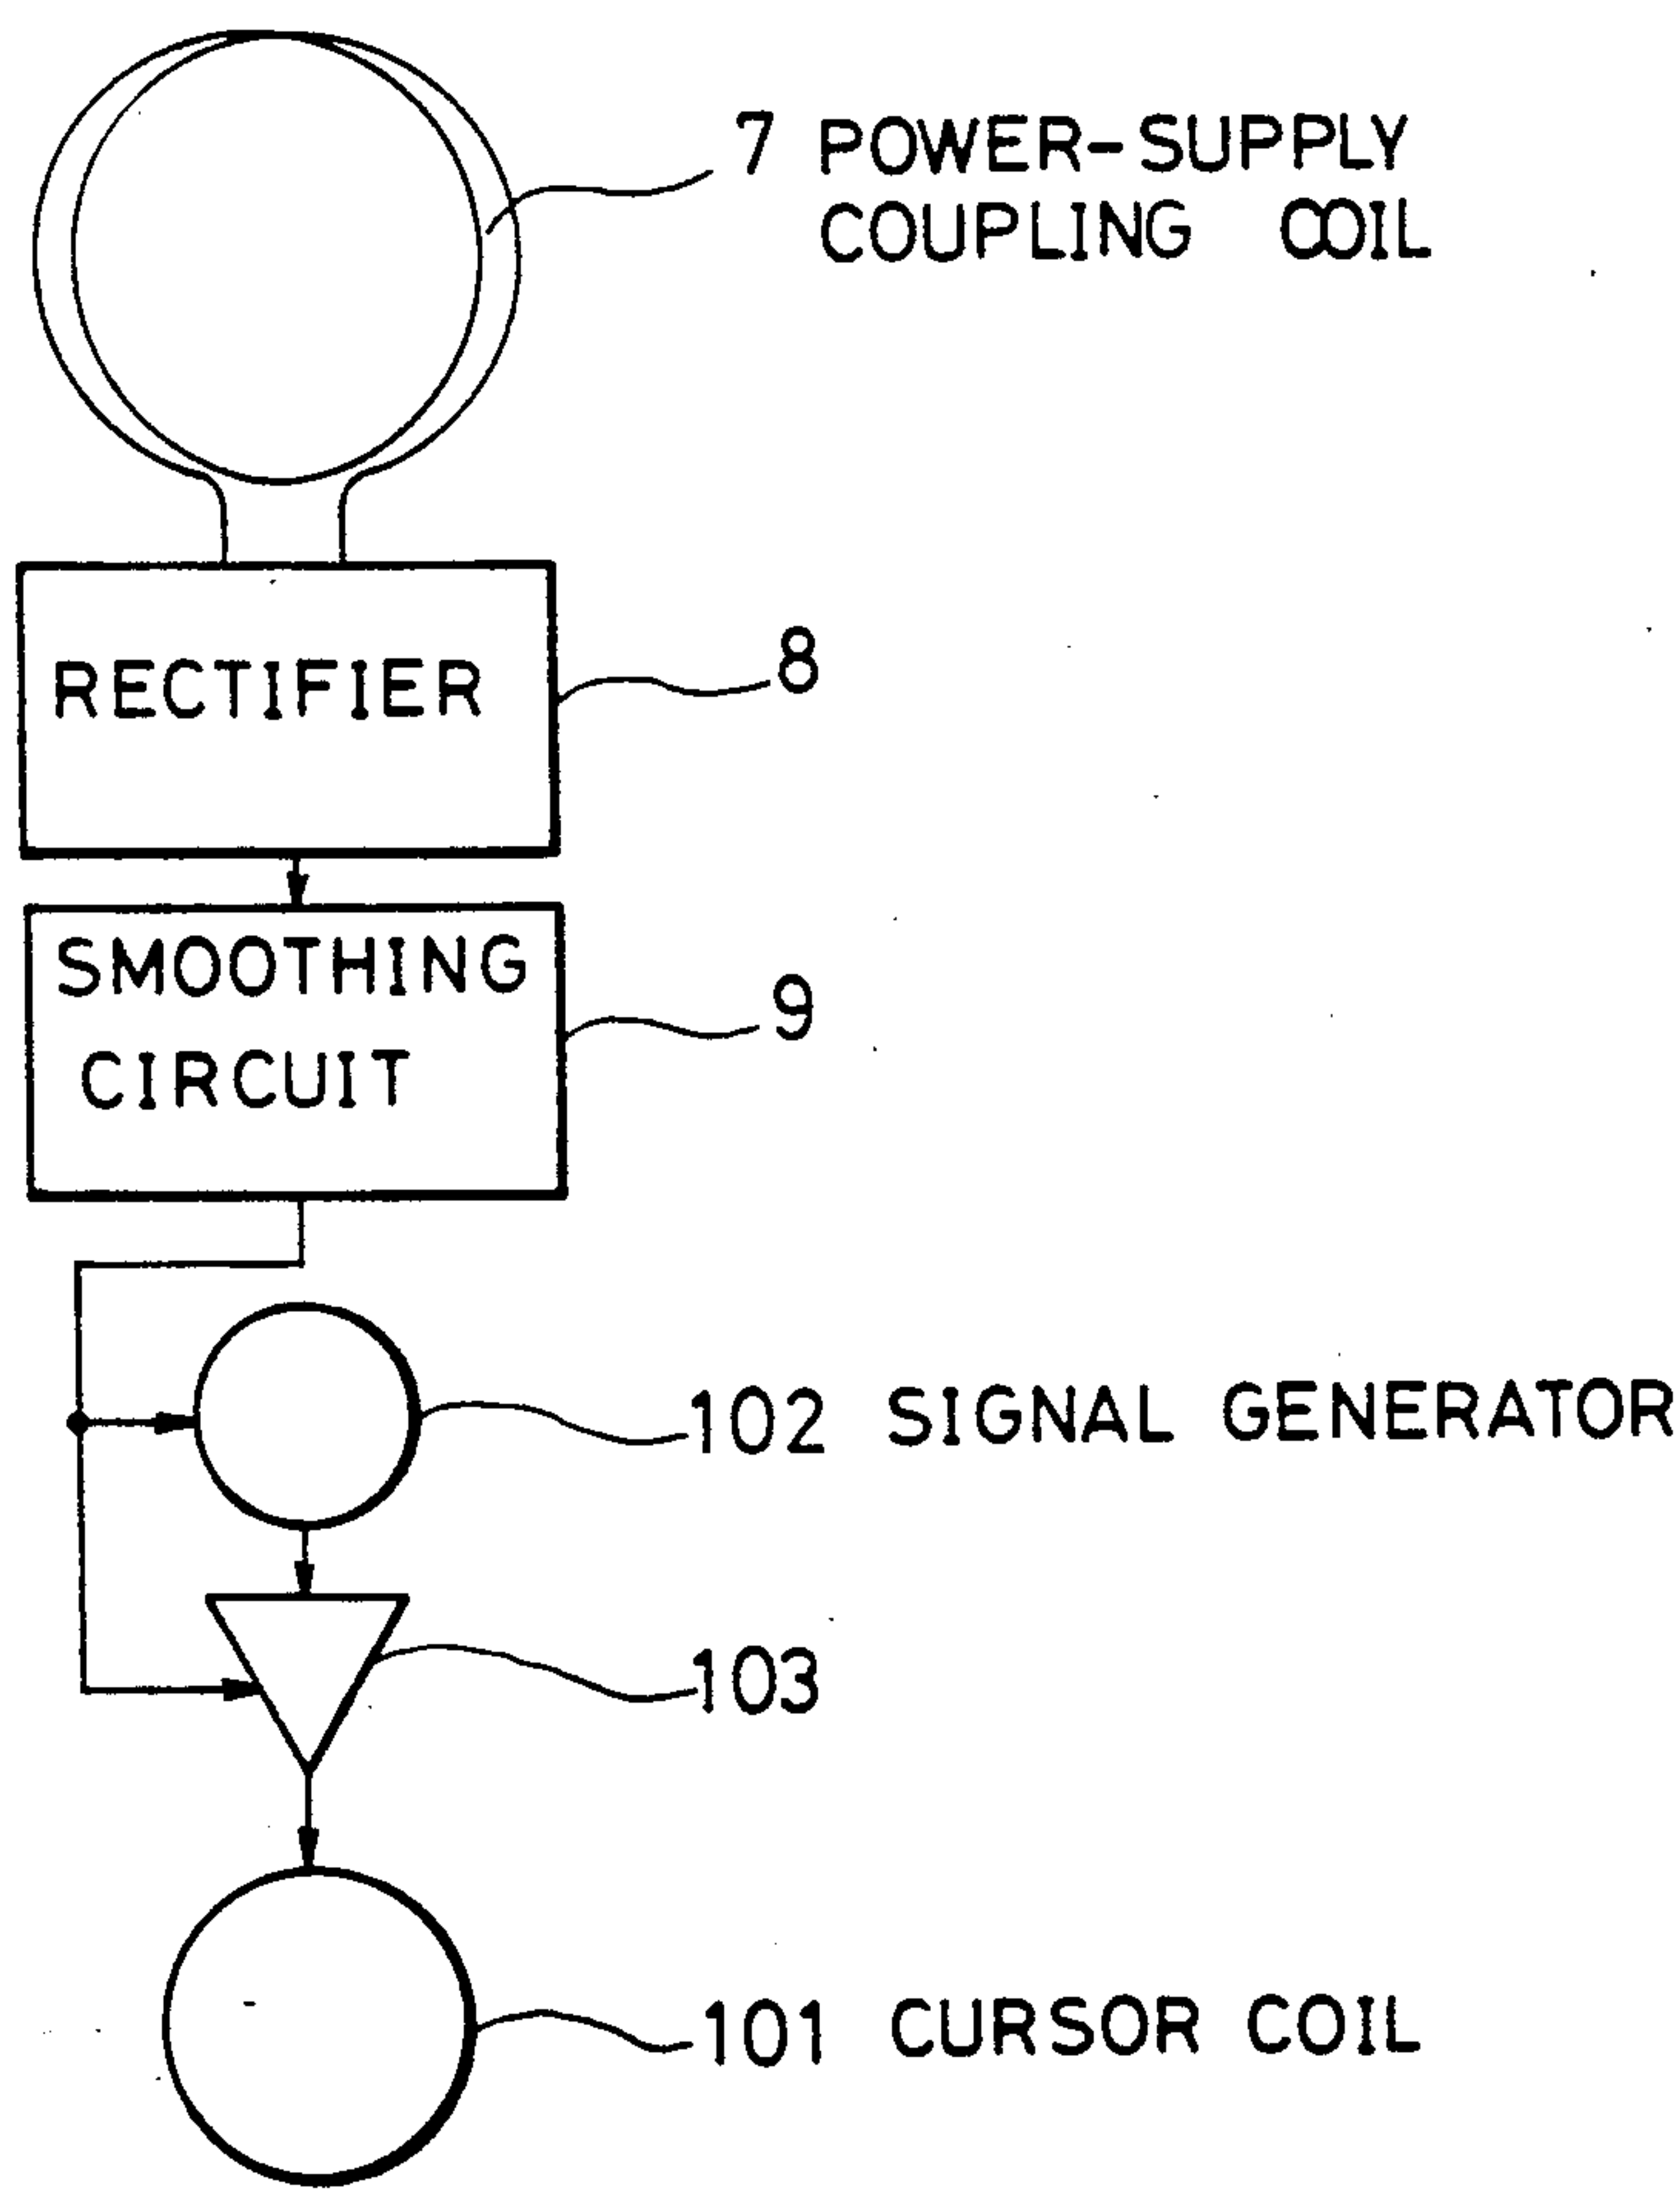 7 POWER-SUPPLY
COUPLING COIL
RECTIFIER
8
SMOOTHING
CIRCUIT
9
102 SIGNAL GENERATOR
103
101 CURSOR COIL